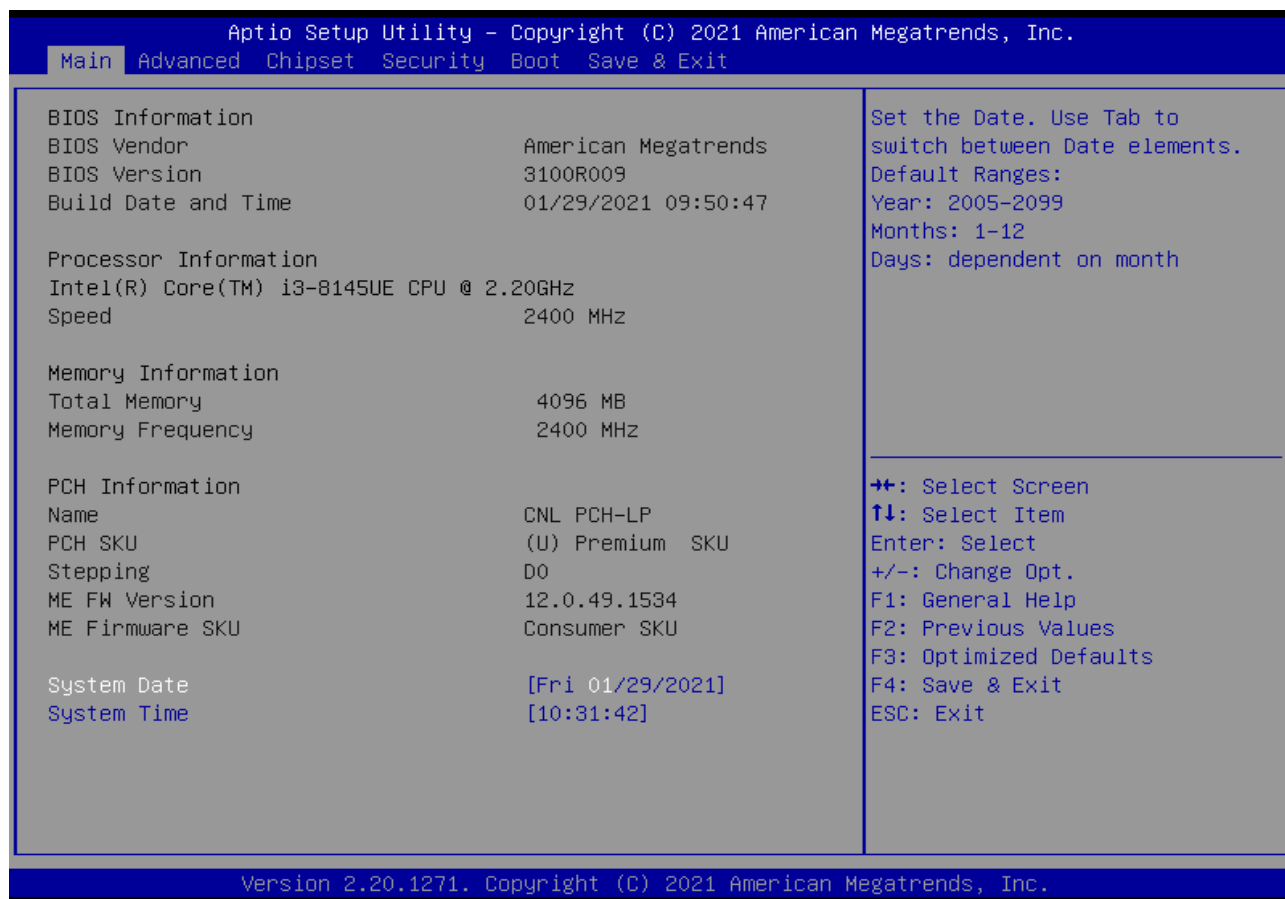 Aptio Setup Utility – Copyright (C) 2021 American Megatrends, Inc.
Main Advanced Chipset Security Boot Save & Exit
BIOS Information
BIOS Vendor American Megatrends
BIOS Version 3100R009
Build Date and Time 01/29/2021 09:50:47
Processor Information
Intel(R) Core(TM) i3-8145UE CPU @ 2.20GHz
Speed 2400 MHz
Memory Information
Total Memory 4096 MB
Memory Frequency 2400 MHz
PCH Information
Name CNL PCH-LP
PCH SKU (U) Premium SKU
Stepping D0
ME FW Version 12.0.49.1534
ME Firmware SKU Consumer SKU
System Date [Fri 01/29/2021]
System Time [10:31:42]
Set the Date. Use Tab to
switch between Date elements.
Default Ranges:
Year: 2005-2099
Months: 1-12
Days: dependent on month
→←: Select Screen
↑↓: Select Item
Enter: Select
+/-: Change Opt.
F1: General Help
F2: Previous Values
F3: Optimized Defaults
F4: Save & Exit
ESC: Exit
Version 2.20.1271. Copyright (C) 2021 American Megatrends, Inc.